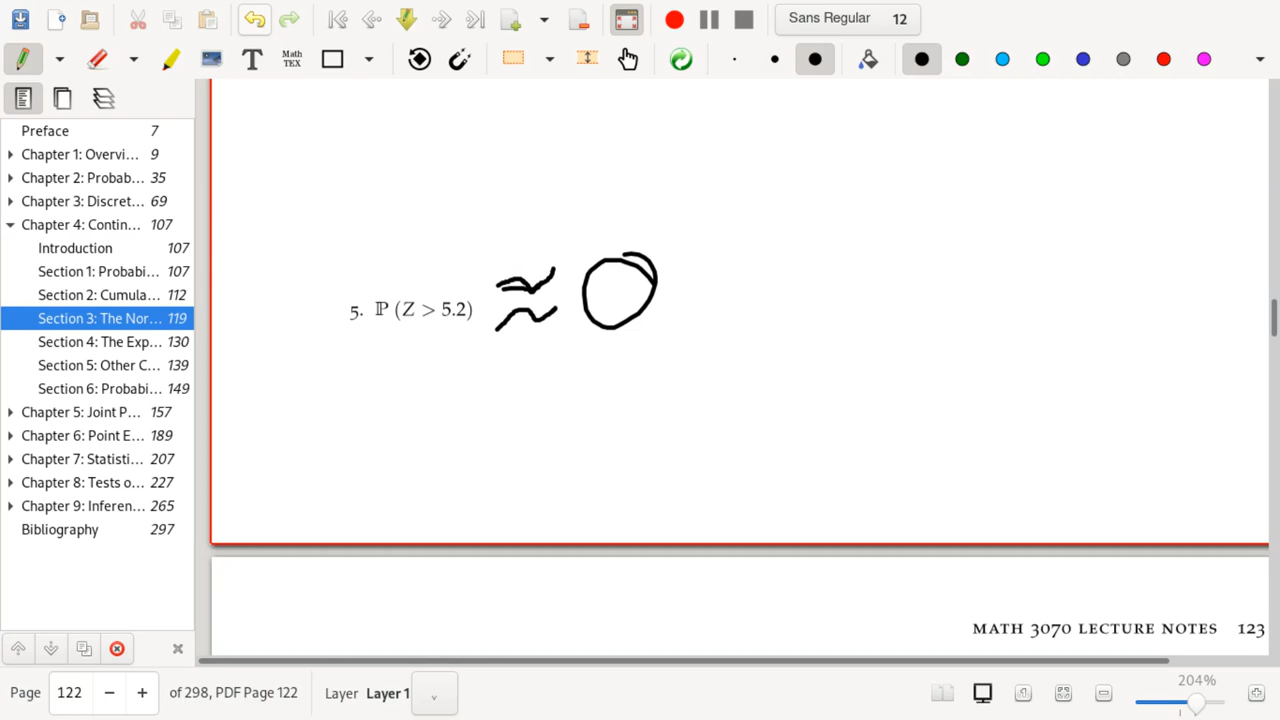 Sans Regular 12
Math
TEX
Preface 7
Chapter 1: Overvi... 9
Chapter 2: Probab... 35
Chapter 3: Discret... 69
Chapter 4: Contin... 107
Introduction 107
Section 1: Probabi... 107
Section 2: Cumula... 112
Section 3: The Nor... 119
Section 4: The Exp... 130
Section 5: Other C... 139
Section 6: Probabi... 149
Chapter 5: Joint P... 157
Chapter 6: Point E... 189
Chapter 7: Statisti... 207
Chapter 8: Tests o... 227
Chapter 9: Inferen... 265
Bibliography 297
5. ℙ (Z > 5.2) ≈ 0
MATH 3070 LECTURE NOTES 123
Page 122 of 298, PDF Page 122 Layer Layer 1 204%